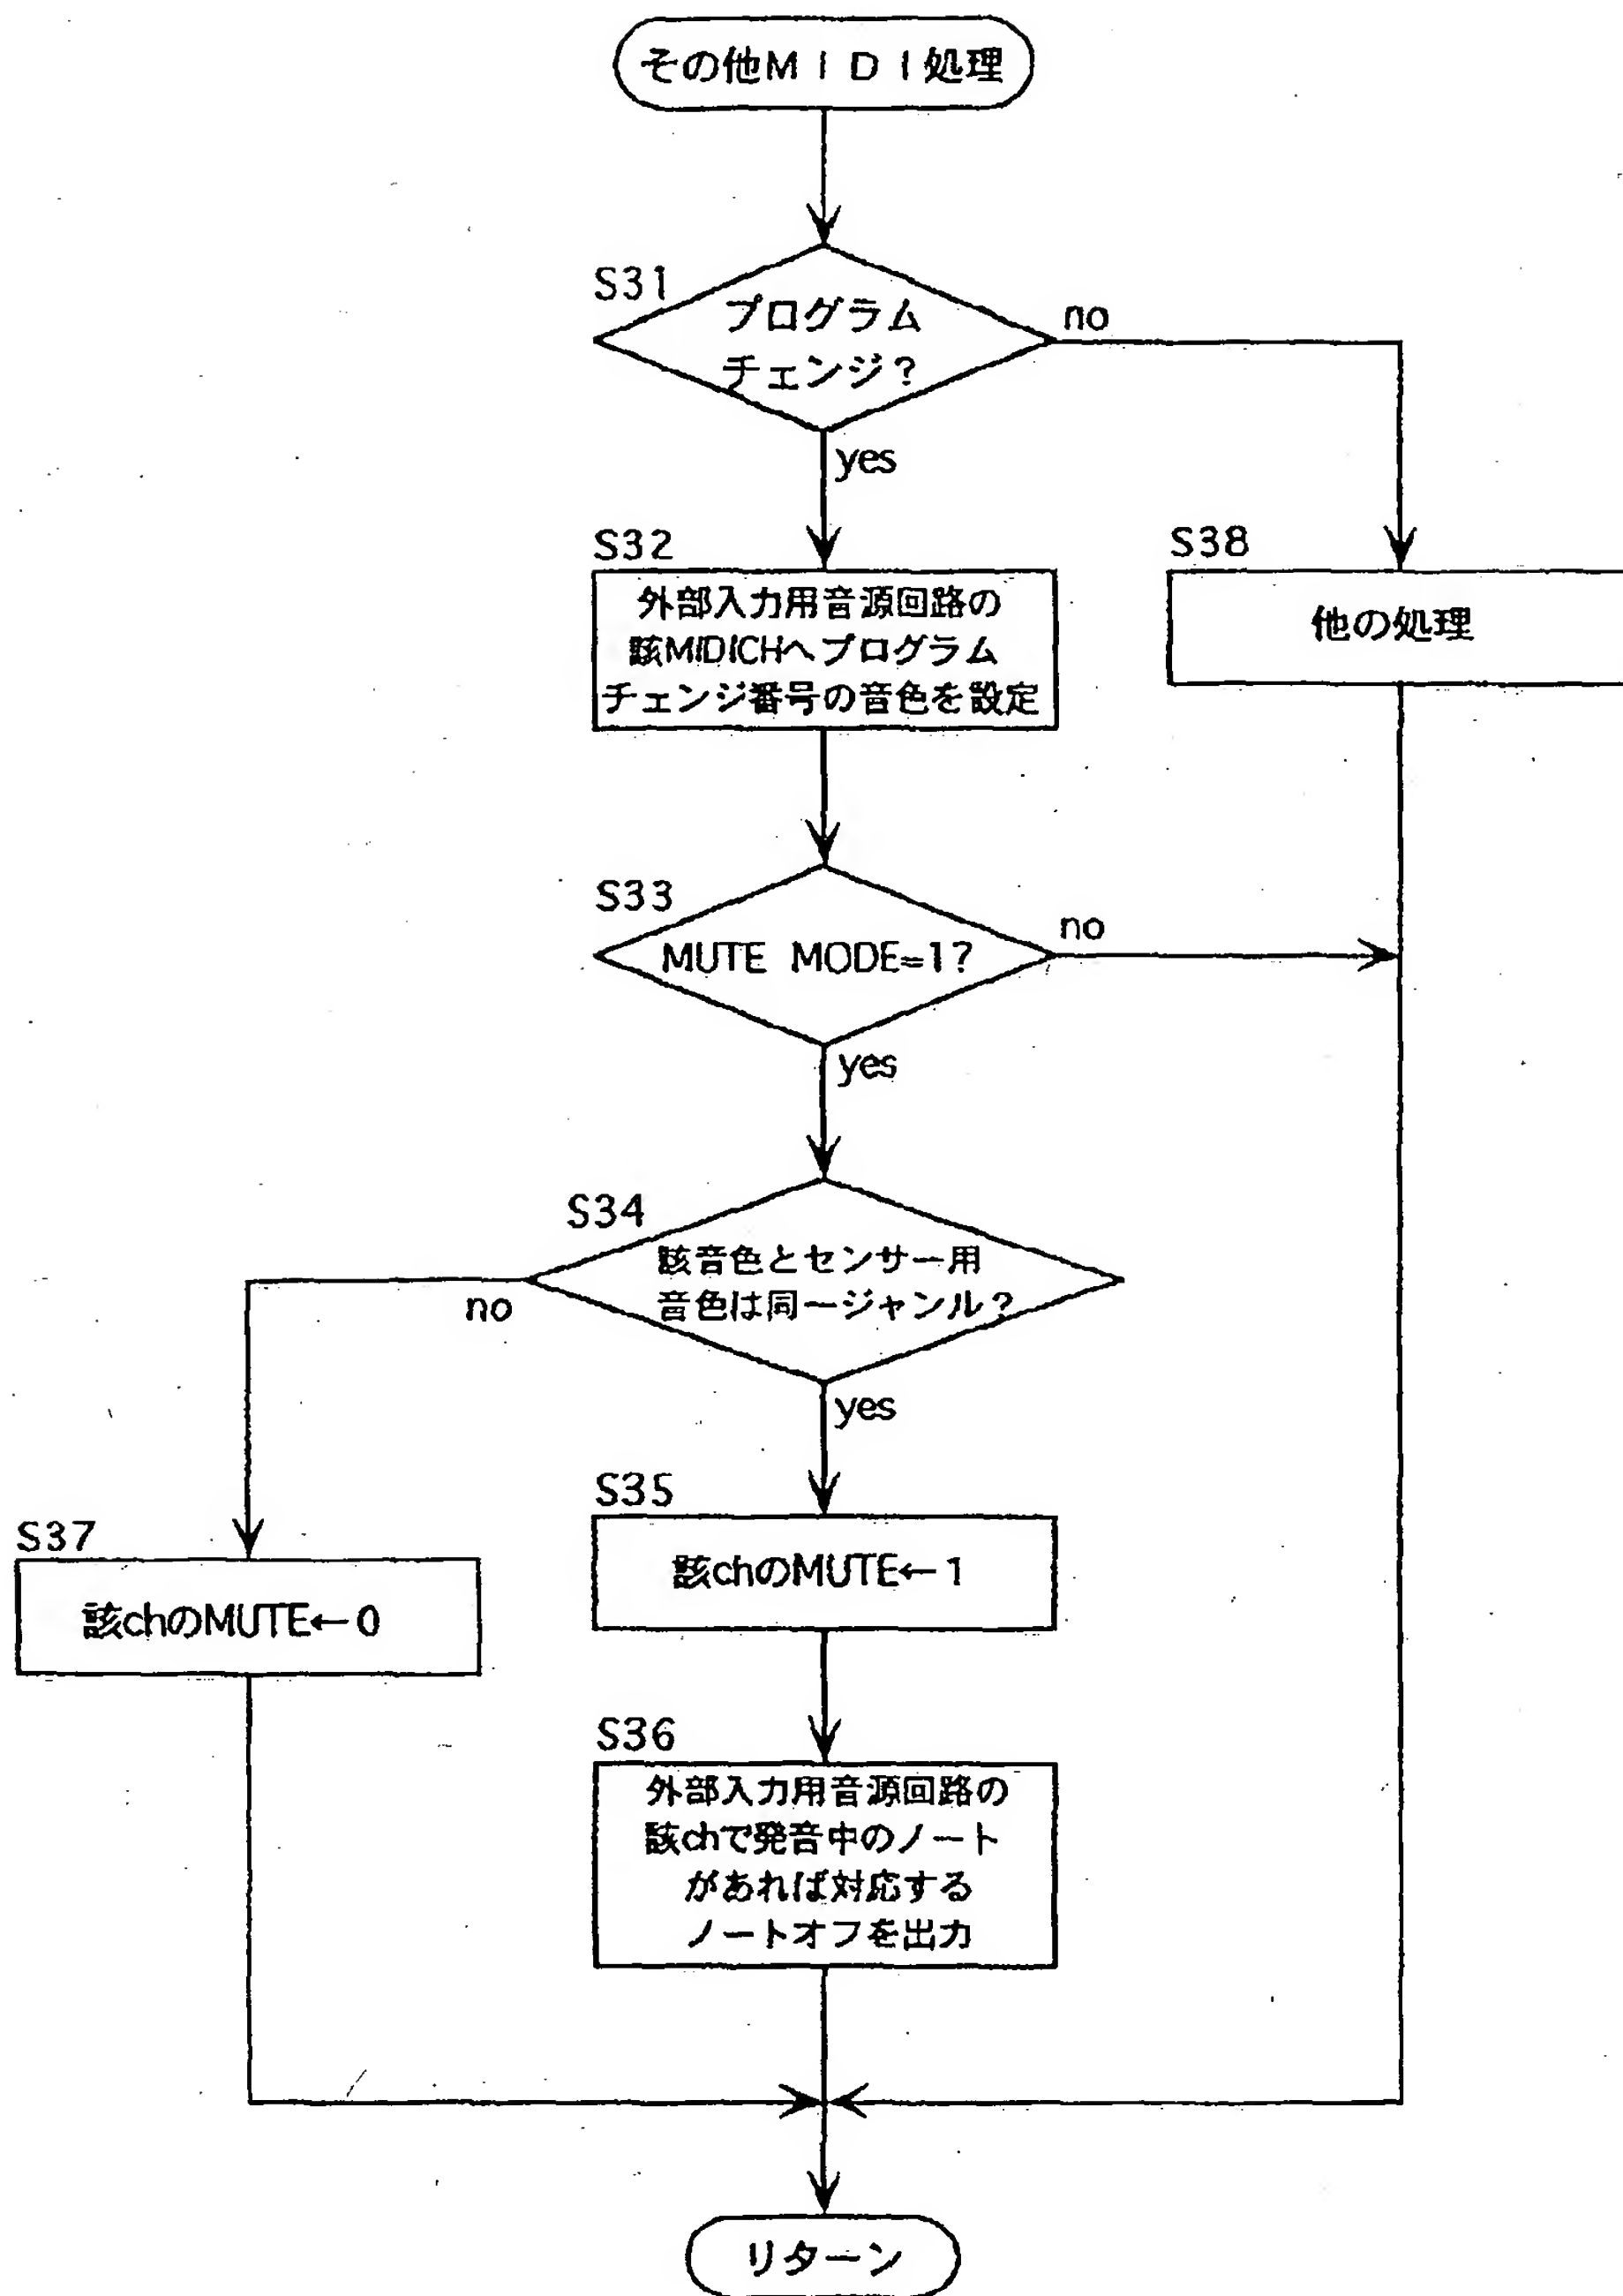 その他MIDI処理
S31
プログラム
チェンジ?
no
yes
S32
外部入力用音源回路の
該MIDICHへプログラム
チェンジ番号の音色を設定
S38
他の処理
S33
MUTE MODE=1?
no
yes
S34
該音色とセンサー用
音色は同一ジャンル?
no
yes
S35
該chのMUTE←1
S37
該chのMUTE←0
S36
外部入力用音源回路の
該chで発音中のノート
があれば対応する
ノートオフを出力
リターン